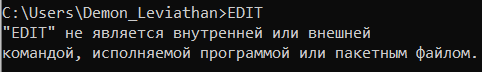 C:\Users\Demon_Leviathan>EDIT
"EDIT" не является внутренней или внешней
командой, исполняемой программой или пакетным файлом.